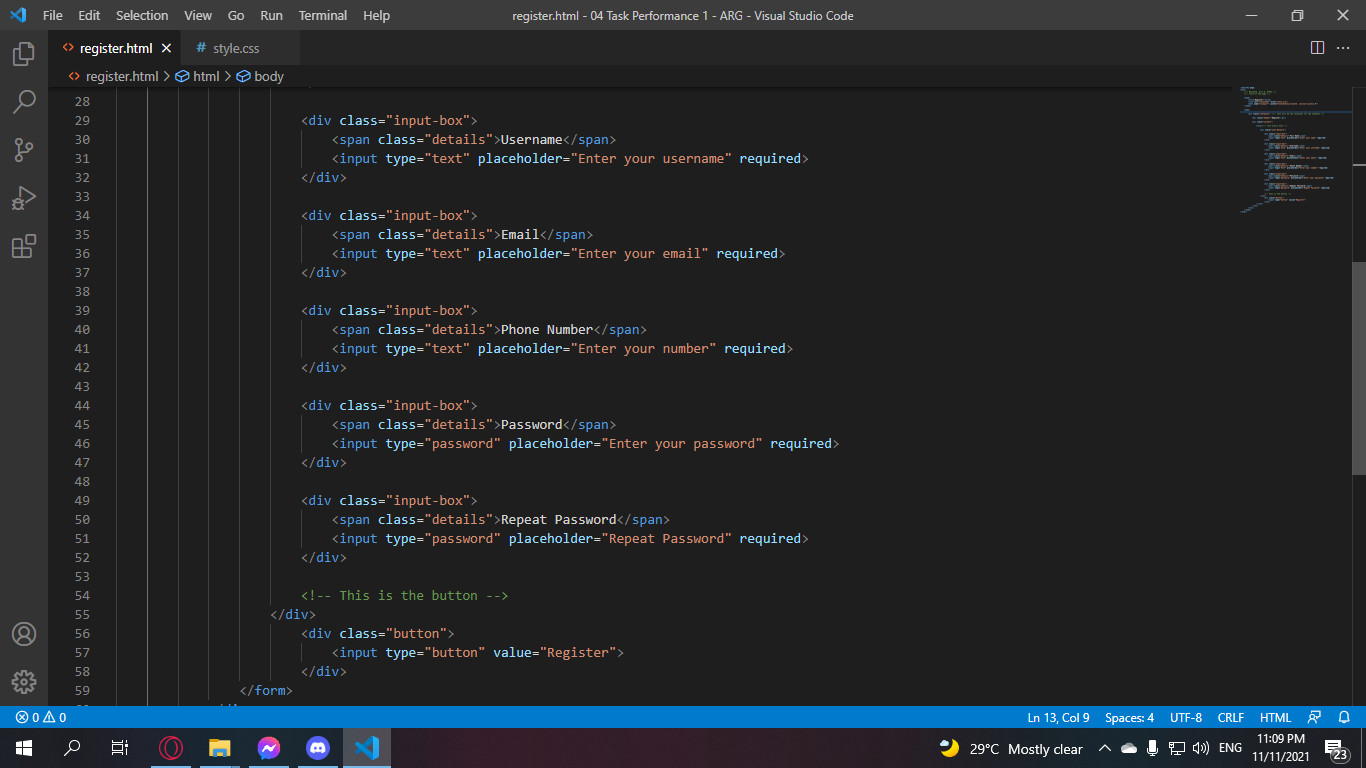 File Edit Selection View Go Run Terminal Help register.html - 04 Task Performance 1 - ARG - Visual Studio Code
<> register.html # style.css
<> register.html > html > body
28
29 <div class="input-box">
30 <span class="details">Username</span>
31 <input type="text" placeholder="Enter your username" required>
32 </div>
33
34 <div class="input-box">
35 <span class="details">Email</span>
36 <input type="text" placeholder="Enter your email" required>
37 </div>
38
39 <div class="input-box">
40 <span class="details">Phone Number</span>
41 <input type="text" placeholder="Enter your number" required>
42 </div>
43
44 <div class="input-box">
45 <span class="details">Password</span>
46 <input type="password" placeholder="Enter your password" required>
47 </div>
48
49 <div class="input-box">
50 <span class="details">Repeat Password</span>
51 <input type="password" placeholder="Repeat Password" required>
52 </div>
53
54 <!-- This is the button -->
55 </div>
56 <div class="button">
57 <input type="button" value="Register">
58 </div>
59 </form>
0 0 Ln 13, Col 9 Spaces: 4 UTF-8 CRLF HTML
29°C Mostly clear ENG 11:09 PM
11/11/2021 23